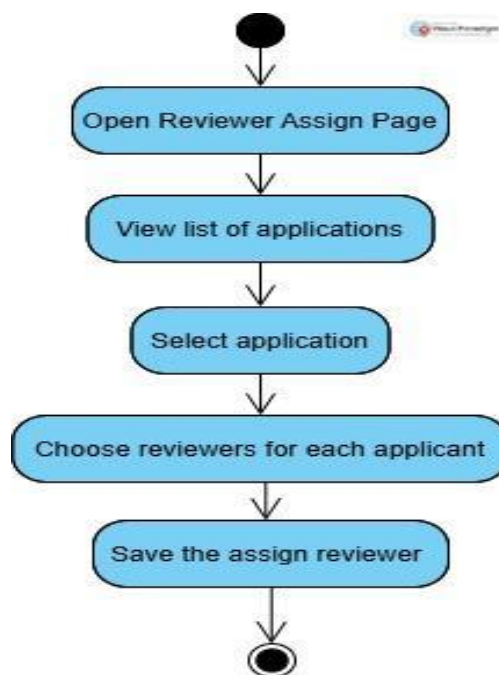 Open Reviewer Assign Page
View list of applications
Select application
Choose reviewers for each applicant
Save the assign reviewer